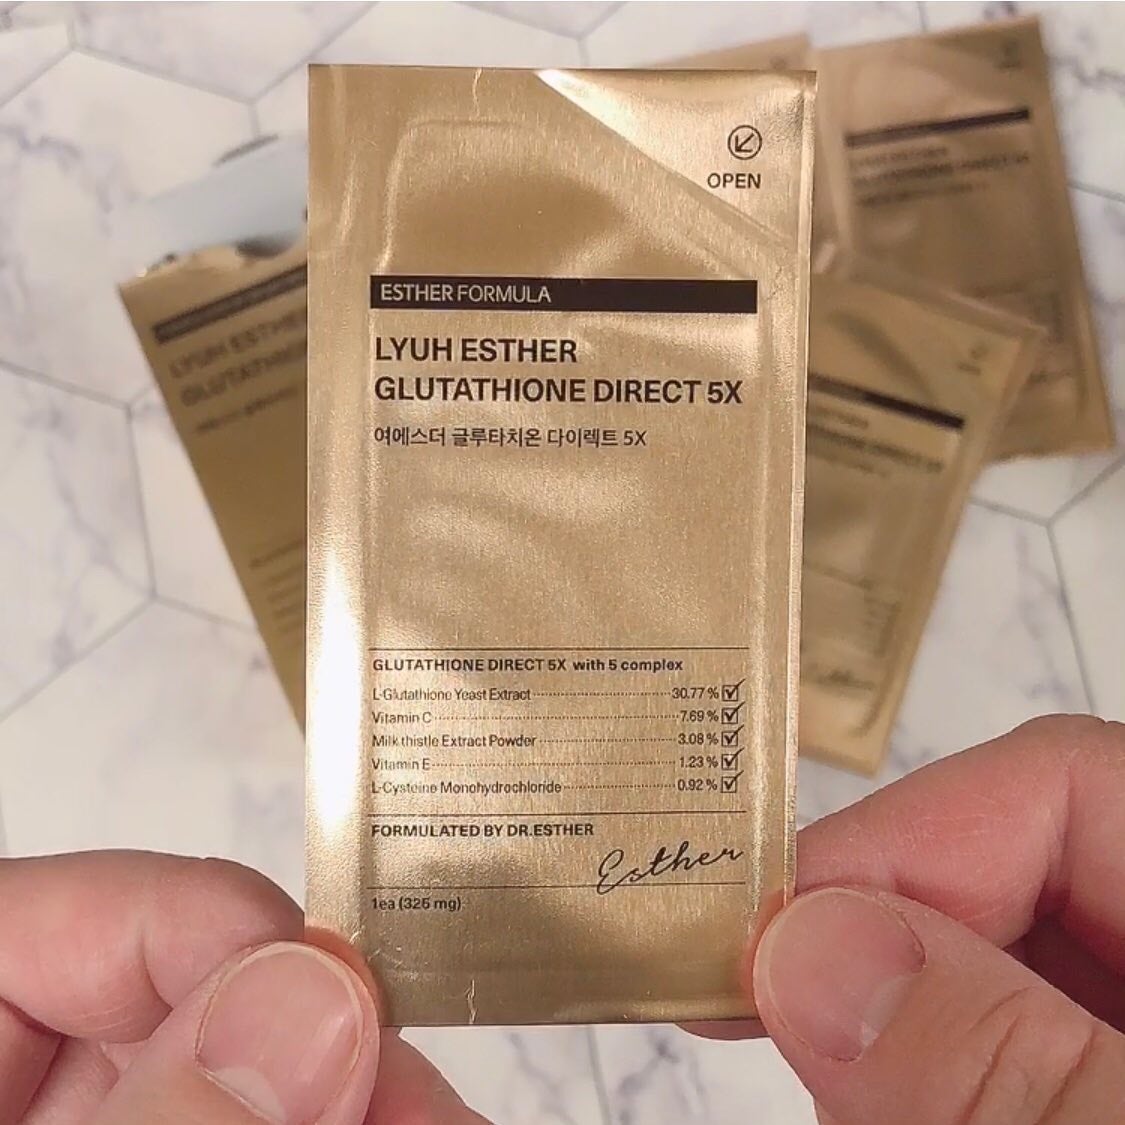 OPEN
ESTHER FORMULA
LYUH ESTHER
GLUTATHIONE DIRECT 5X
여에스더 글루타치온 다이렉트 5X
GLUTATHIONE DIRECT 5X with 5 complex
L-Glutathione Yeast Extract 30.77 %
Vitamin C 7.69 %
Milk thistle Extract Powder 3.08 %
Vitamin E 1.23 %
L-Cysteine Monohydrochloride 0.92 %
FORMULATED BY DR.ESTHER
Esther
1ea (325 mg)
LYUH ESTHER
GLUTATHIONE